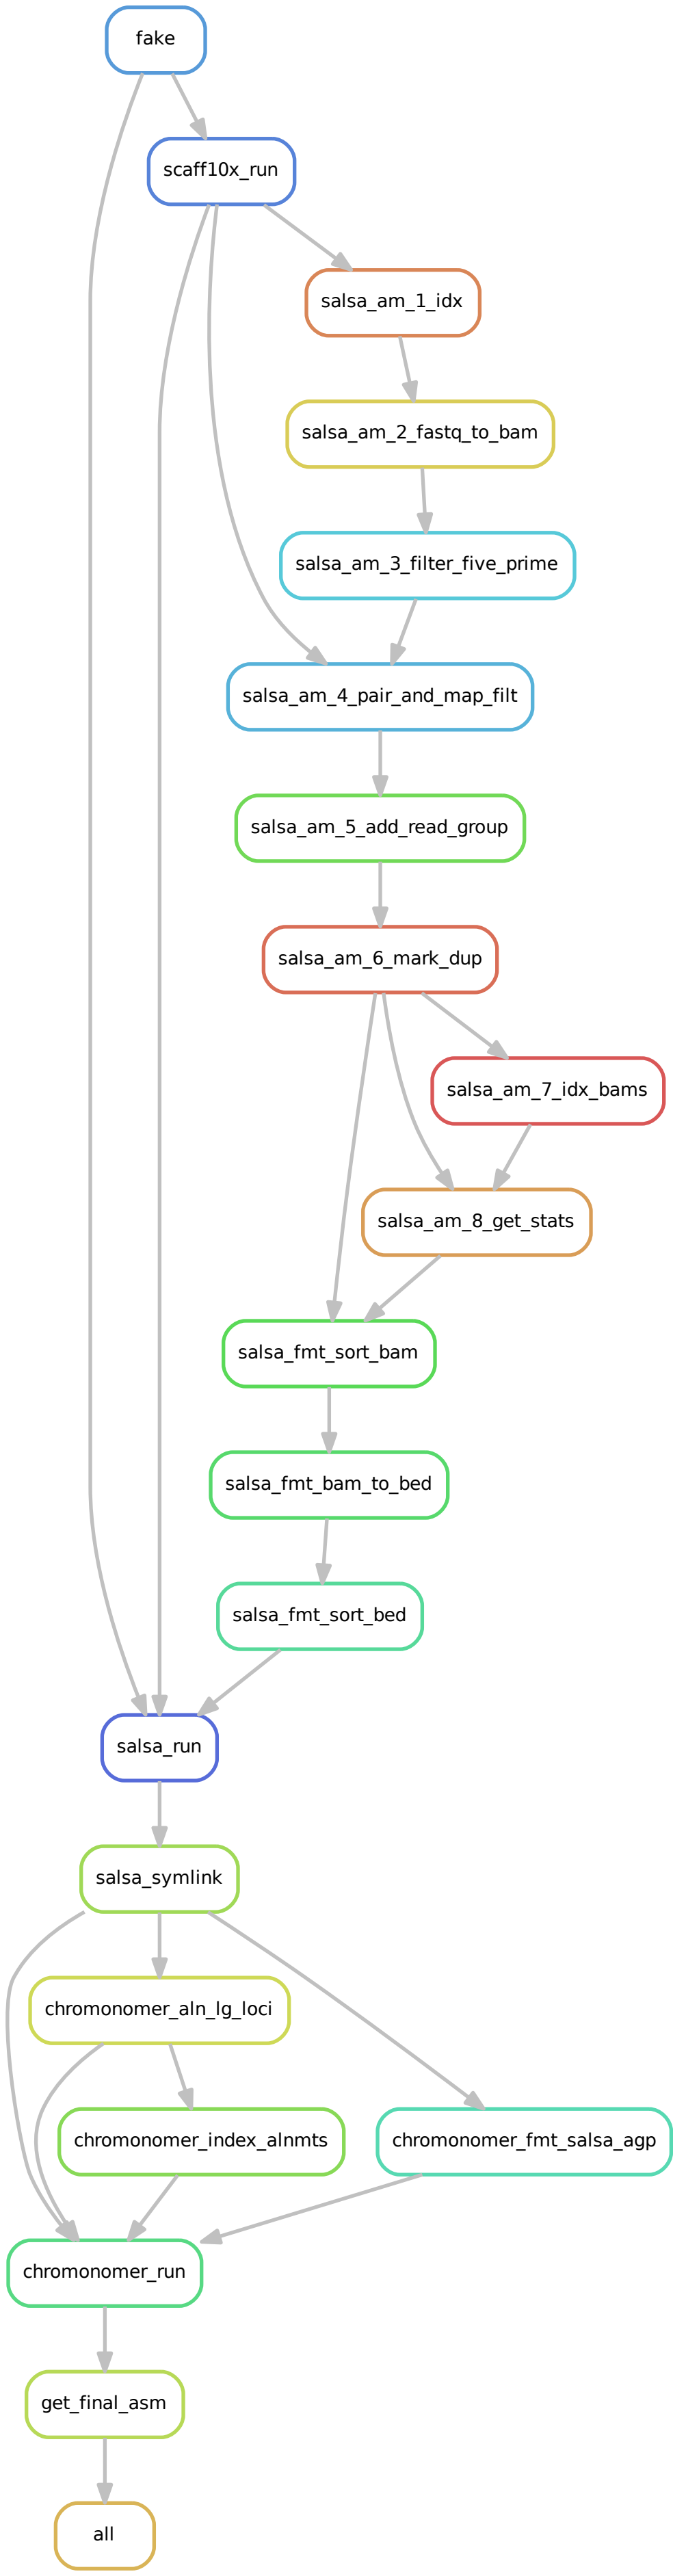 fake
scaff10x_run
salsa_am_1_idx
salsa_am_2_fastq_to_bam
salsa_am_3_filter_five_prime
salsa_am_4_pair_and_map_filt
salsa_am_5_add_read_group
salsa_am_6_mark_dup
salsa_am_7_idx_bams
salsa_am_8_get_stats
salsa_fmt_sort_bam
salsa_fmt_bam_to_bed
salsa_fmt_sort_bed
salsa_run
salsa_symlink
chromonomer_aln_lg_loci
chromonomer_index_alnmts
chromonomer_fmt_salsa_agp
chromonomer_run
get_final_asm
all